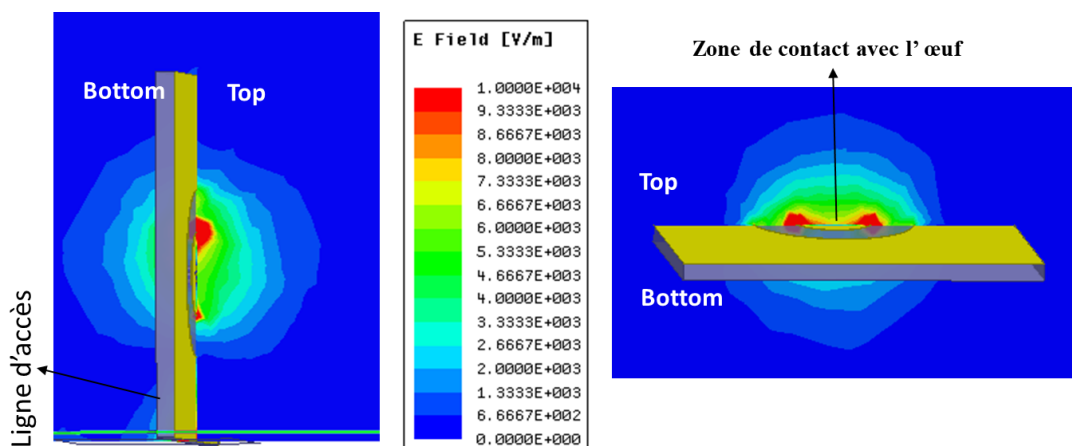 Bottom
Top
Ligne d'accès
E Field [V/m]
1.0000E+004
9.3333E+003
8.6667E+003
8.0000E+003
7.3333E+003
6.6667E+003
6.0000E+003
5.3333E+003
4.6667E+003
4.0000E+003
3.3333E+003
2.6667E+003
2.0000E+003
1.3333E+003
6.6667E+002
0.0000E+000
Zone de contact avec l’ œuf
Top
Bottom